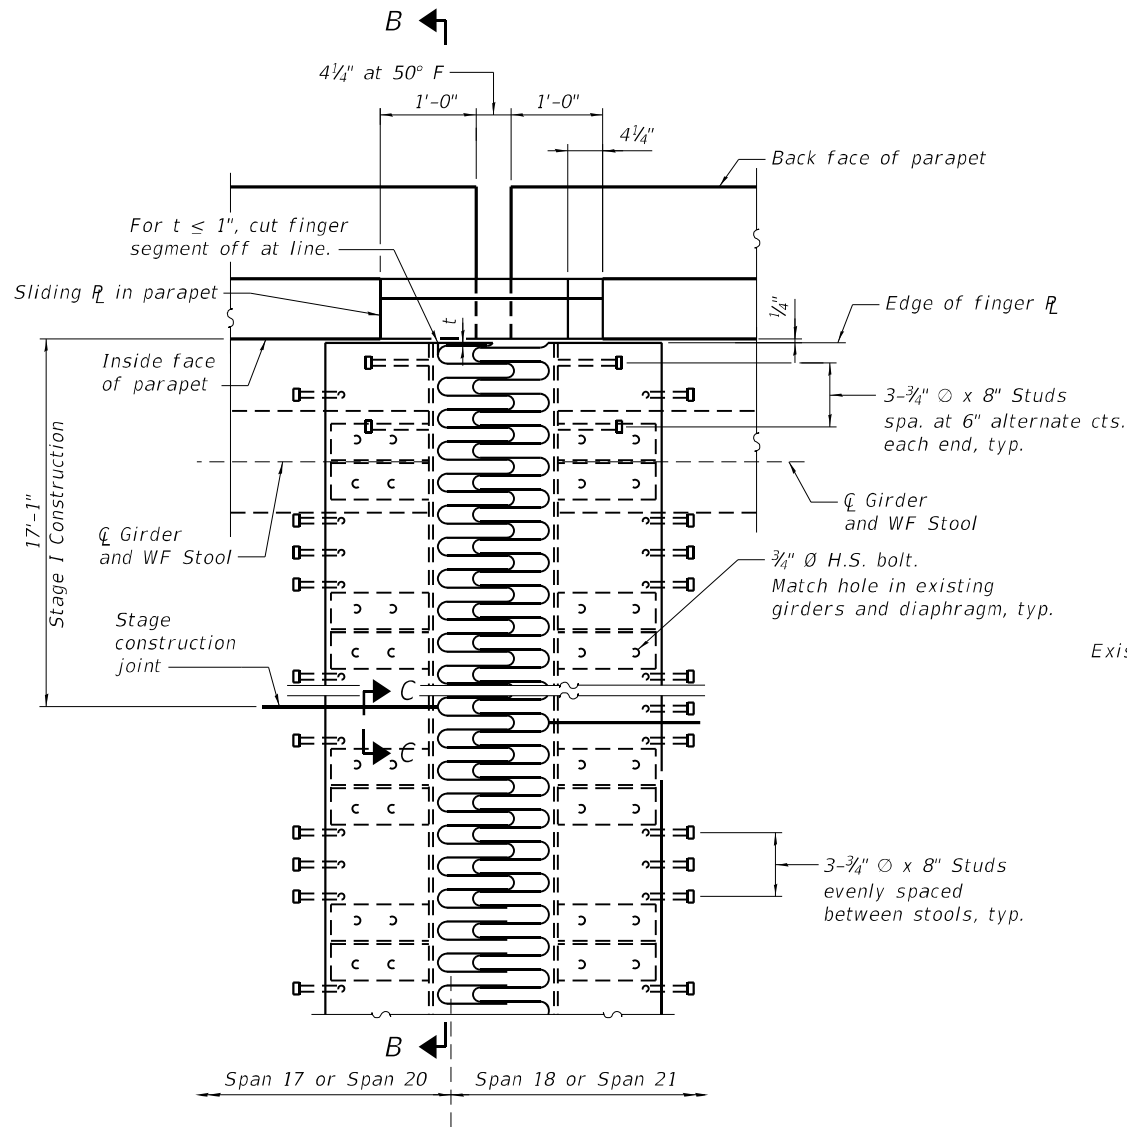 B
4¼" at 50° F
1'-0"
1'-0"
4¼"
Back face of parapet
For t ≤ 1", cut finger
segment off at line.
Sliding ⅊ in parapet
t
¼"
Edge of finger ⅊
Inside face
of parapet
3-¾" ∅ x 8" Studs
spa. at 6" alternate cts.
each end, typ.
17'-1"
Stage I Construction
℄ Girder
and WF Stool
℄ Girder
and WF Stool
¾" Ø H.S. bolt.
Match hole in existing
girders and diaphragm, typ.
Stage
construction
joint
Exis
C
C
3-¾" ∅ x 8" Studs
evenly spaced
between stools, typ.
B
Span 17 or Span 20
Span 18 or Span 21